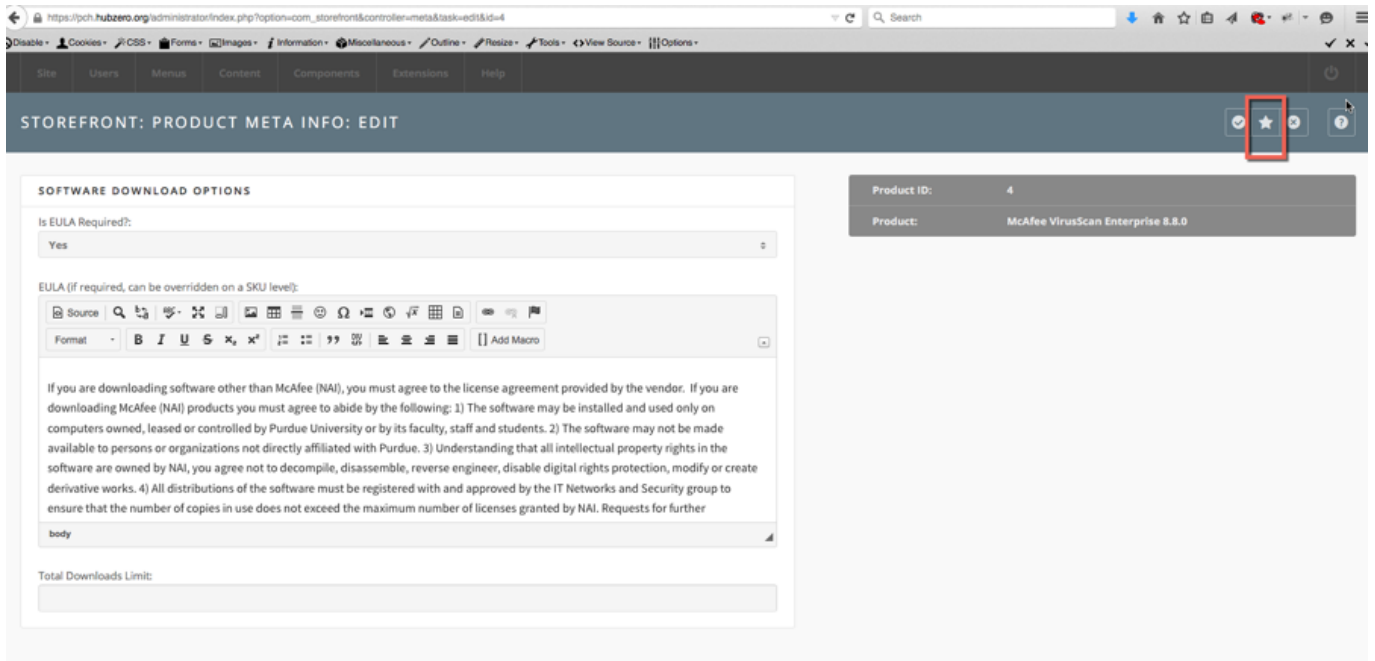 https://pch.hubzero.org/administrator/index.php?option=com_storefront&controller=meta&task=edit&id=4
Search
Disable Cookies CSS Forms Images Information Miscellaneous Outline Resize Tools View Source Options
Site Users Menus Content Components Extensions Help
STOREFRONT: PRODUCT META INFO: EDIT
SOFTWARE DOWNLOAD OPTIONS
Is EULA Required?:
Yes
EULA (if required, can be overridden on a SKU level):
Source
Format B I U S x₂ x² Add Macro
If you are downloading software other than McAfee (NAI), you must agree to the license agreement provided by the vendor. If you are
downloading McAfee (NAI) products you must agree to abide by the following: 1) The software may be installed and used only on
computers owned, leased or controlled by Purdue University or by its faculty, staff and students. 2) The software may not be made
available to persons or organizations not directly affiliated with Purdue. 3) Understanding that all intellectual property rights in the
software are owned by NAI, you agree not to decompile, disassemble, reverse engineer, disable digital rights protection, modify or create
derivative works. 4) All distributions of the software must be registered with and approved by the IT Networks and Security group to
ensure that the number of copies in use does not exceed the maximum number of licenses granted by NAI. Requests for further
body
Total Downloads Limit:
Product ID: 4
Product: McAfee VirusScan Enterprise 8.8.0